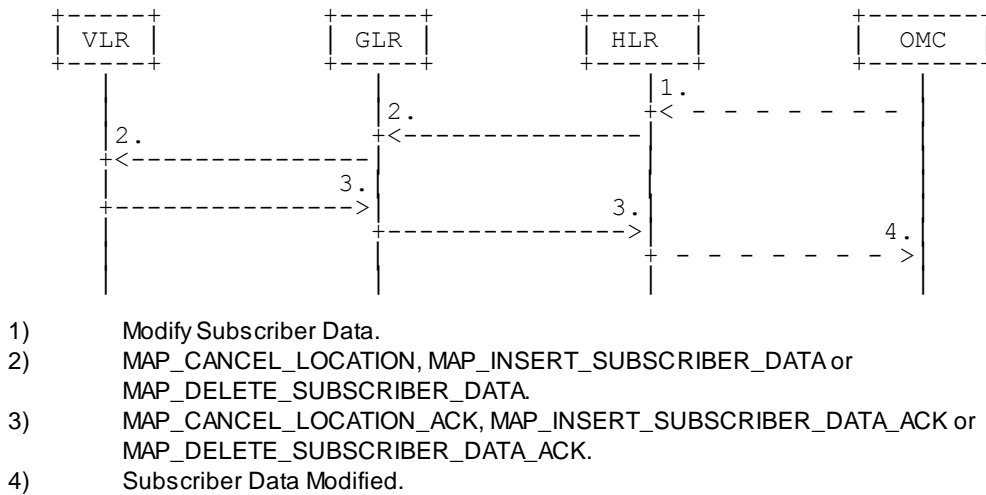 VLR GLR HLR OMC
1.
2.
2.
3.
3.
4.
1) Modify Subscriber Data.
2) MAP_CANCEL_LOCATION, MAP_INSERT_SUBSCRIBER_DATA or
MAP_DELETE_SUBSCRIBER_DATA.
3) MAP_CANCEL_LOCATION_ACK, MAP_INSERT_SUBSCRIBER_DATA_ACK or
MAP_DELETE_SUBSCRIBER_DATA_ACK.
4) Subscriber Data Modified.